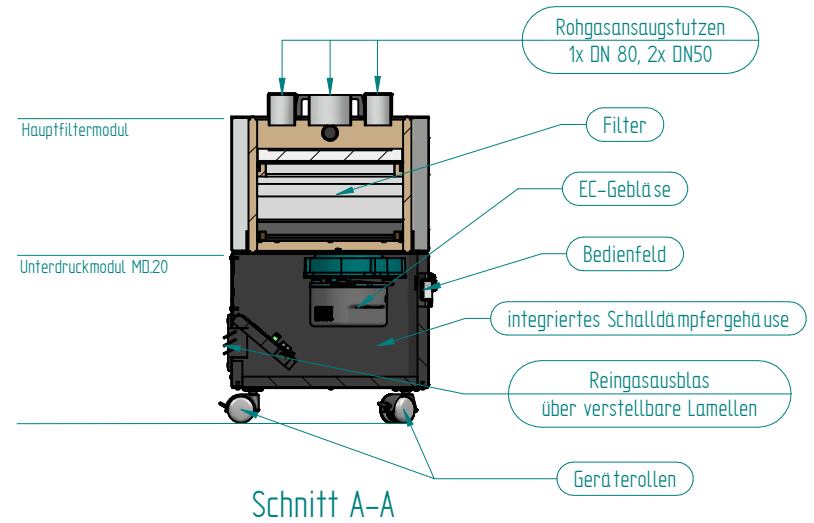 Rohgasansaugstutzen
1x DN 80, 2x DN50
Hauptfiltermodul
Filter
EC-Gebläse
Bedienfeld
Unterdruckmodul MD.20
integriertes Schalldämpfergehäuse
Reingasausblas
über verstellbare Lamellen
Geräterollen
Schnitt A-A